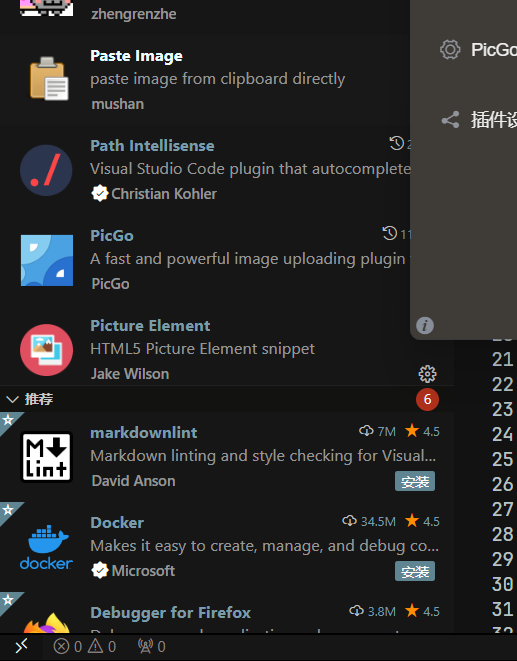 zhengrenzhe
Paste Image
paste image from clipboard directly
mushan
Path Intellisense
Visual Studio Code plugin that autocomplete
Christian Kohler
PicGo
11
A fast and powerful image uploading plugin
PicGo
Picture Element
HTML5 Picture Element snippet
Jake Wilson
推荐
6
markdownlint
7M
4.5
Markdown linting and style checking for Visual...
David Anson
安装
M
lint
Docker
34.5M
4.5
Makes it easy to create, manage, and debug co...
Microsoft
安装
docker
Debugger for Firefox
3.8M
4.5
0
0
0
PicGo
插件设
21
22
23
24
25
26
27
28
29
30
31